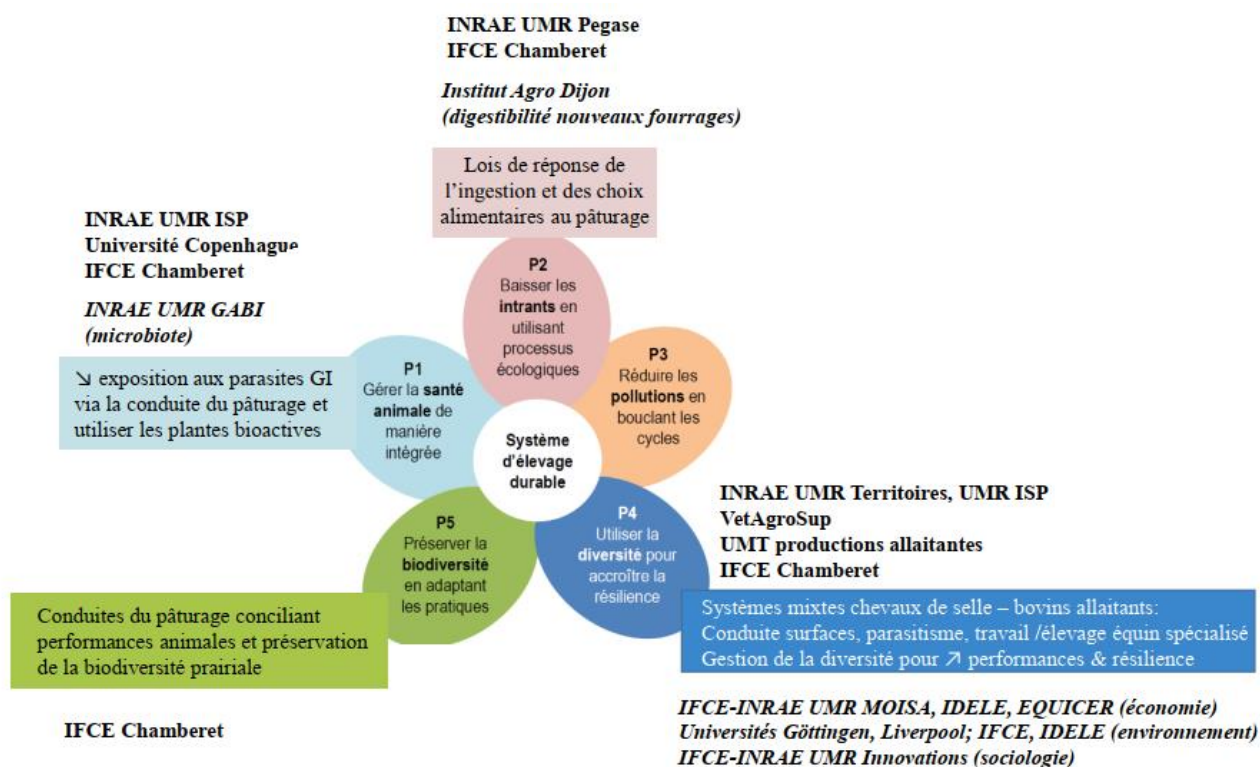 INRAE UMR Pegase
IFCE Chamberet
Institut Agro Dijon
(digestibilité nouveaux fourrages)
Lois de réponse de
l'ingestion et des choix
alimentaires au pâturage
INRAE UMR ISP
Université Copenhague
IFCE Chamberet
INRAE UMR GABI
(microbiote)
↘ exposition aux parasites GI
via la conduite du pâturage et
utiliser les plantes bioactives
P1
Gérer la santé
animale de
manière
intégrée
P2
Baisser les
intrants en
utilisant
processus
écologiques
P3
Réduire les
pollutions en
bouclant les
cycles
Système
d'élevage
durable
P4
Utiliser la
diversité pour
accroître la
résilience
INRAE UMR Territoires, UMR ISP
VetAgroSup
UMT productions allaitantes
IFCE Chamberet
Systèmes mixtes chevaux de selle – bovins allaitants:
Conduite surfaces, parasitisme, travail /élevage équin spécialisé
Gestion de la diversité pour ↗ performances & résilience
IFCE-INRAE UMR MOISA, IDELE, EQUICER (économie)
Universités Göttingen, Liverpool; IFCE, IDELE (environnement)
IFCE-INRAE UMR Innovations (sociologie)
P5
Préserver la
biodiversité
en adaptant
les pratiques
Conduites du pâturage conciliant
performances animales et préservation
de la biodiversité prairiale
IFCE Chamberet